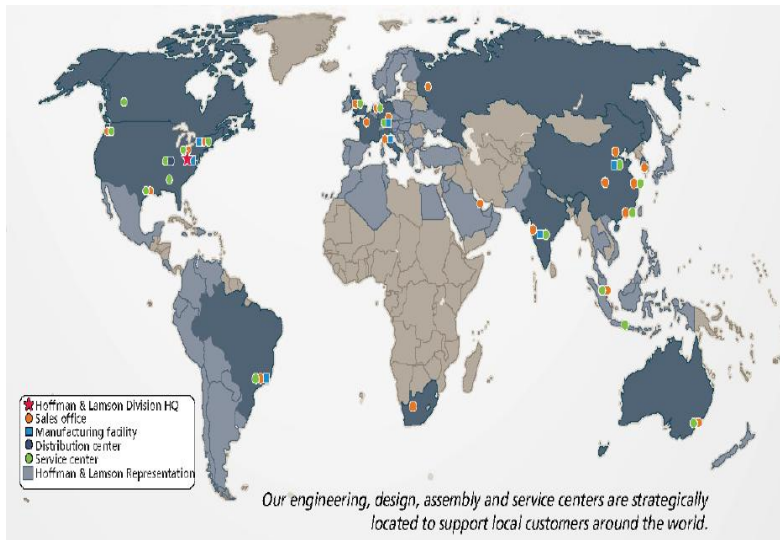 Hoffman & Lamson Division HQ
Sales office
Manufacturing facility
Distribution center
Service center
Hoffman & Lamson Representation
Our engineering, design, assembly and service centers are strategically
located to support local customers around the world.